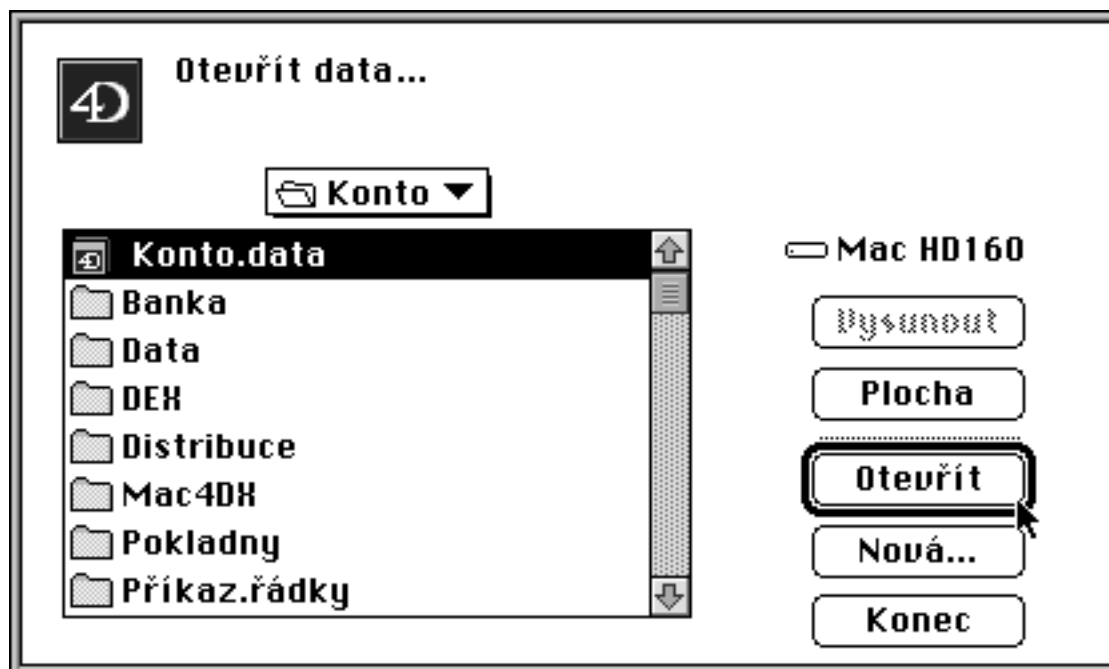 4D
Otevřít data...
Konto
Konto.data
Banka
Data
DEX
Distribuce
Mac4DX
Pokladny
Příkaz.řádky
Mac HD160
Vysunout
Plocha
Otevřít
Nová...
Konec